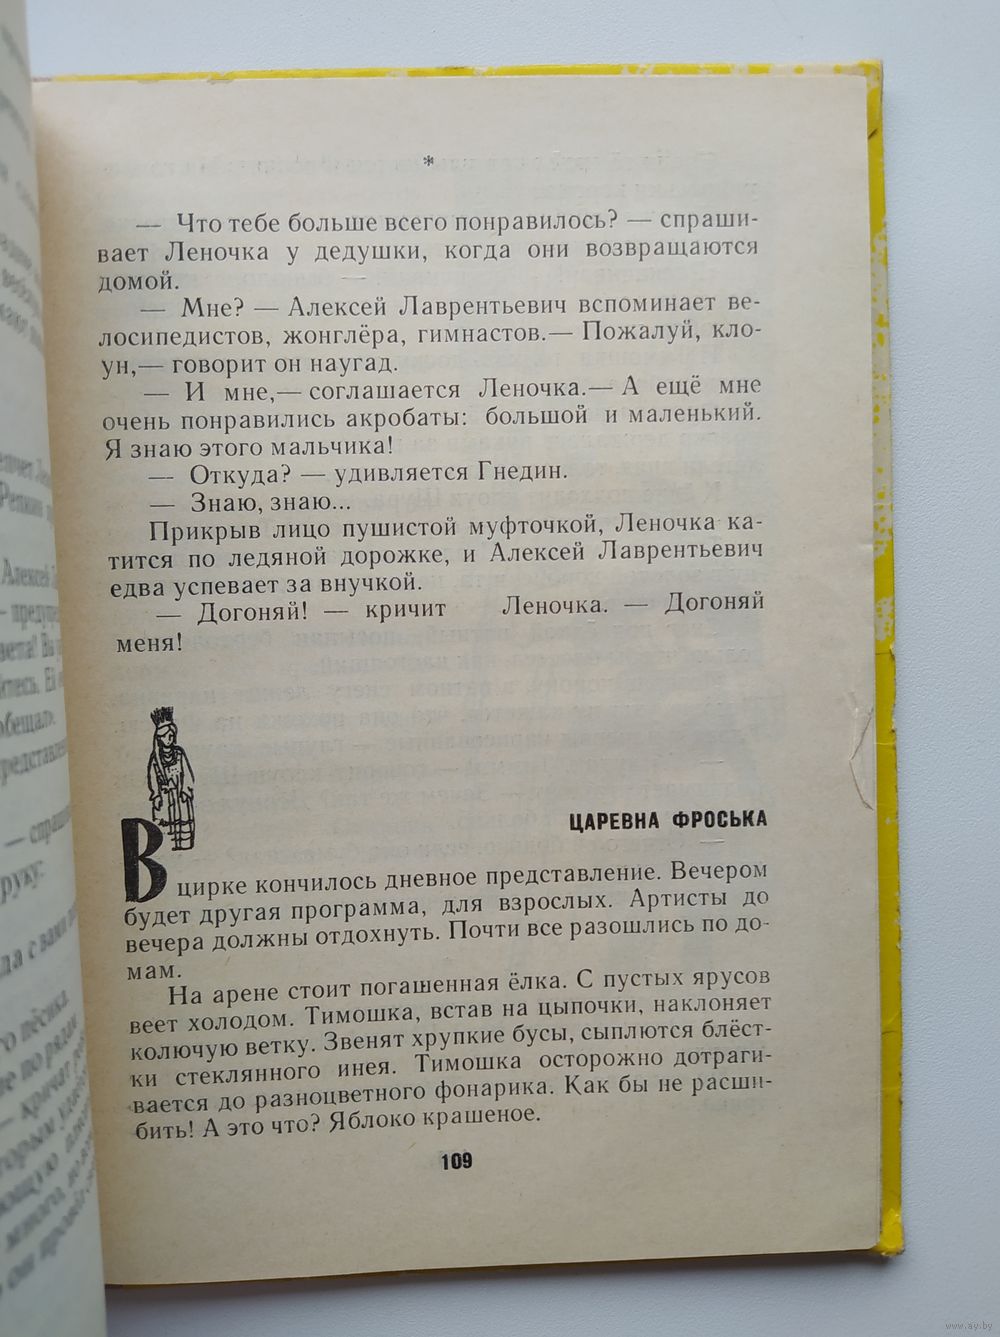 *
— Что тебе больше всего понравилось? — спраши-
вает Леночка у дедушки, когда они возвращаются
домой.
— Мне? — Алексей Лаврентьевич вспоминает ве-
лосипедистов, жонглёра, гимнастов.— Пожалуй, кло-
ун,— говорит он наугад.
— И мне,— соглашается Леночка.— А ещё мне
очень понравились акробаты: большой и маленький.
Я знаю этого мальчика!
— Откуда? — удивляется Гнедин.
— Знаю, знаю...
Прикрыв лицо пушистой муфточкой, Леночка ка-
тится по ледяной дорожке, и Алексей Лаврентьевич
едва успевает за внучкой.
— Догоняй! — кричит Леночка. — Догоняй
меня!
ЦАРЕВНА ФРОСЬКА
В цирке кончилось дневное представление. Вечером
будет другая программа, для взрослых. Артисты до
вечера должны отдохнуть. Почти все разошлись по до-
мам.
На арене стоит погашенная ёлка. С пустых ярусов
веет холодом. Тимошка, встав на цыпочки, наклоняет
колючую ветку. Звенят хрупкие бусы, сыплются блёст-
ки стеклянного инея. Тимошка осторожно дотраги-
вается до разноцветного фонарика. Как бы не расши-
бить! А это что? Яблоко крашеное.
109
www.ay.by